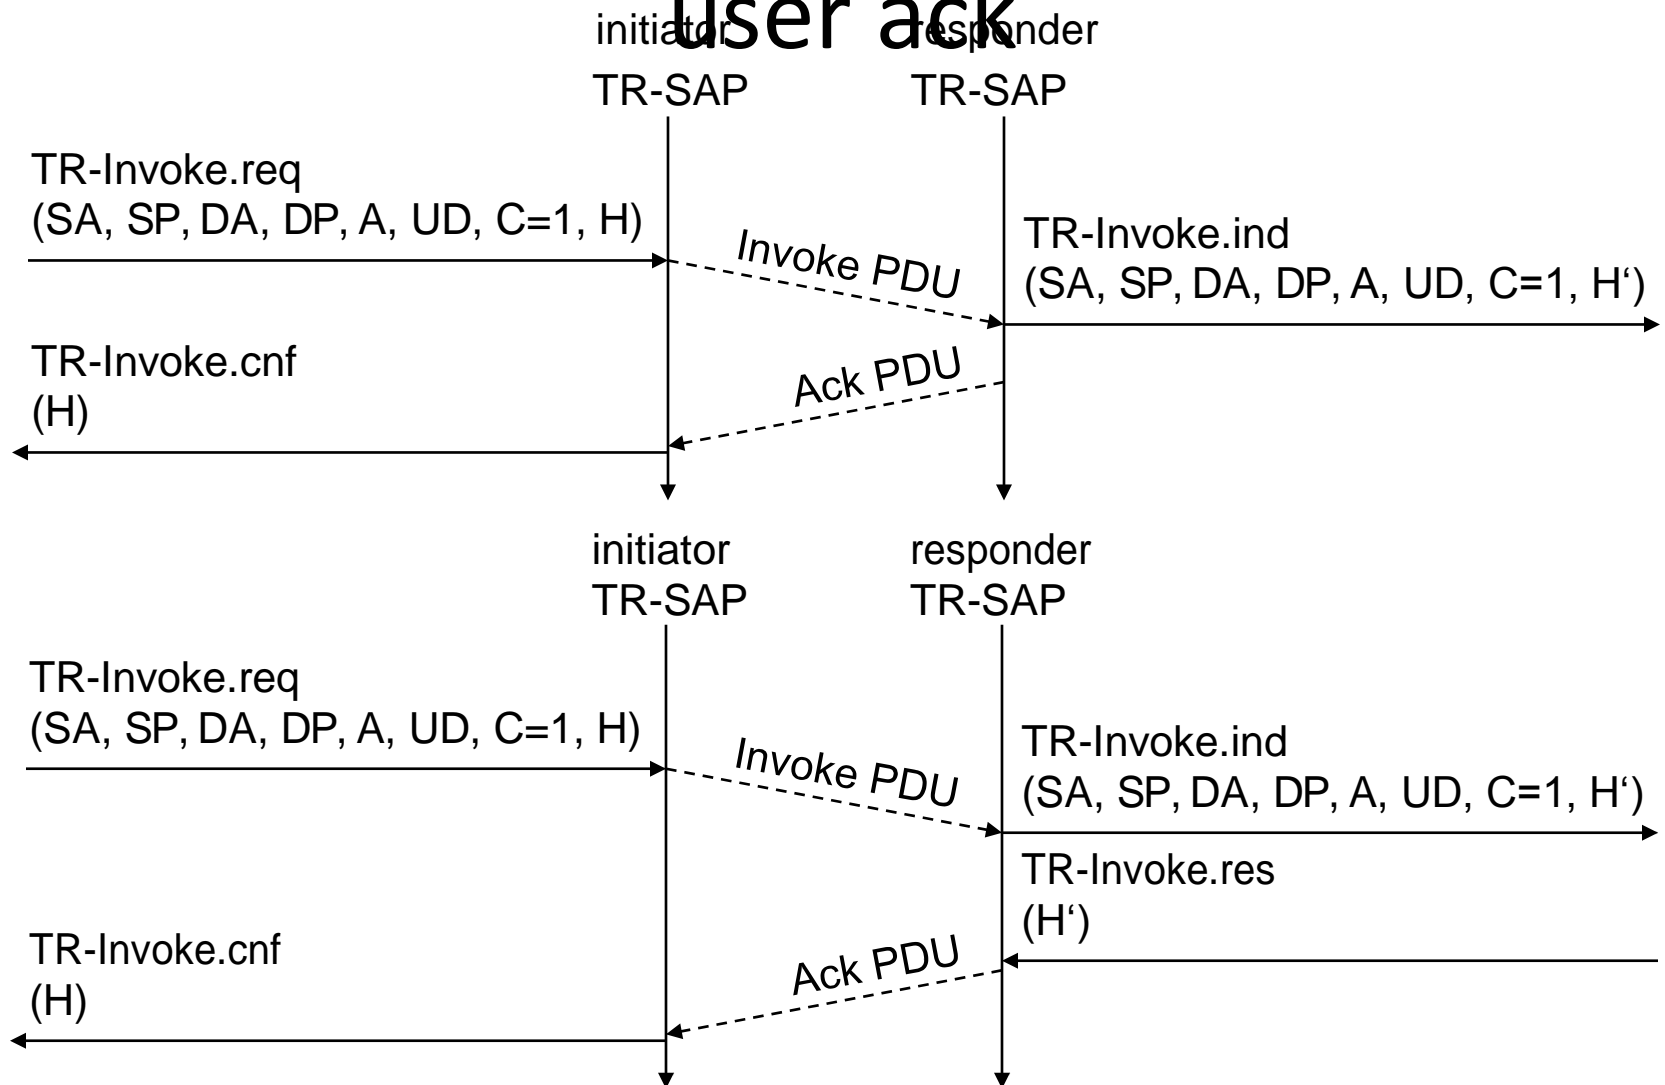 user ack
initiator
responder
TR-SAP
TR-SAP
TR-Invoke.req
(SA, SP, DA, DP, A, UD, C=1, H)
Invoke PDU
TR-Invoke.ind
(SA, SP, DA, DP, A, UD, C=1, H‘)
TR-Invoke.cnf
(H)
Ack PDU
initiator
responder
TR-SAP
TR-SAP
TR-Invoke.req
(SA, SP, DA, DP, A, UD, C=1, H)
Invoke PDU
TR-Invoke.ind
(SA, SP, DA, DP, A, UD, C=1, H‘)
TR-Invoke.res
(H‘)
TR-Invoke.cnf
(H)
Ack PDU